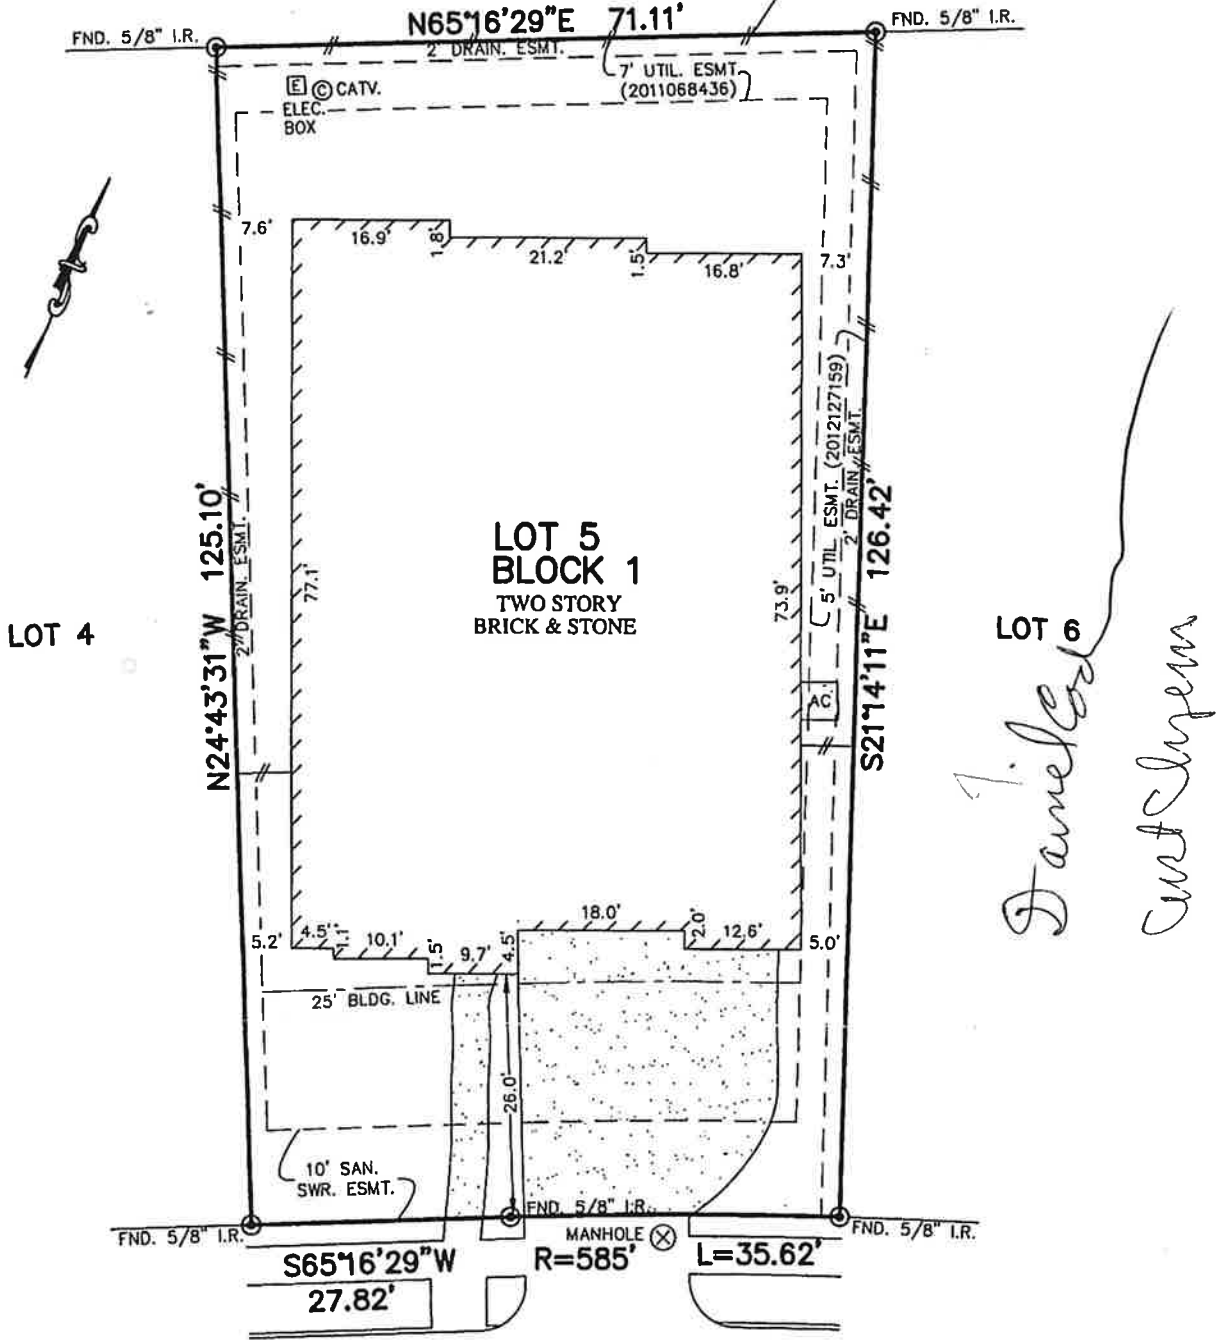 N65°16'29"E 71.11'
FND. 5/8" I.R.
FND. 5/8" I.R.
2' DRAIN. ESMT.
7' UTIL. ESMT.
(2011068436)
E C CATV.
ELEC.
BOX
7.6'
16.9'
1.8'
21.2'
1.5'
16.8'
7.3'
N24°43'31"W 125.10'
2' DRAIN. ESMT.
77.1'
LOT 5
BLOCK 1
TWO STORY
BRICK & STONE
73.9'
5' UTIL. ESMT. (2012127159)
2' DRAIN. ESMT.
S21°14'11"E 126.42'
LOT 4
LOT 6
AC.
5.2'
4.5'
1.1'
10.1'
1.5'
9.7'
4.5'
18.0'
2.0'
12.6'
5.0'
25' BLDG. LINE
26.0'
10' SAN.
SWR. ESMT.
FND. 5/8" I.R.
FND. 5/8" I.R.
FND. 5/8" I.R.
MANHOLE
S65°16'29"W
27.82'
R=585'
L=35.62'